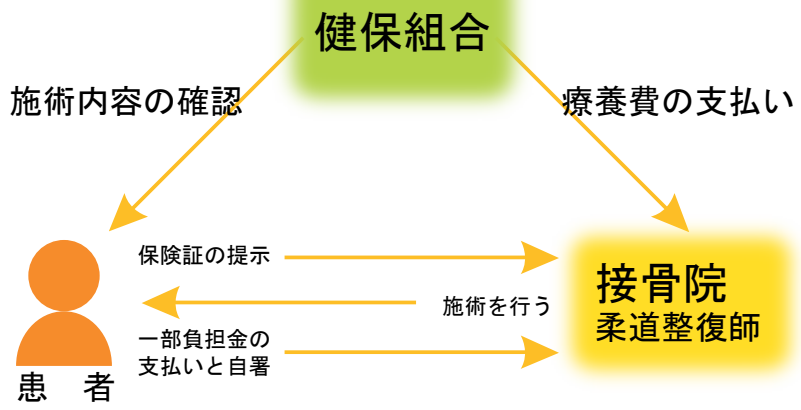 健保組合
施術内容の確認
療養費の支払い
保険証の提示
施術を行う
一部負担金の
支払いと自署
接骨院
柔道整復師
患　者